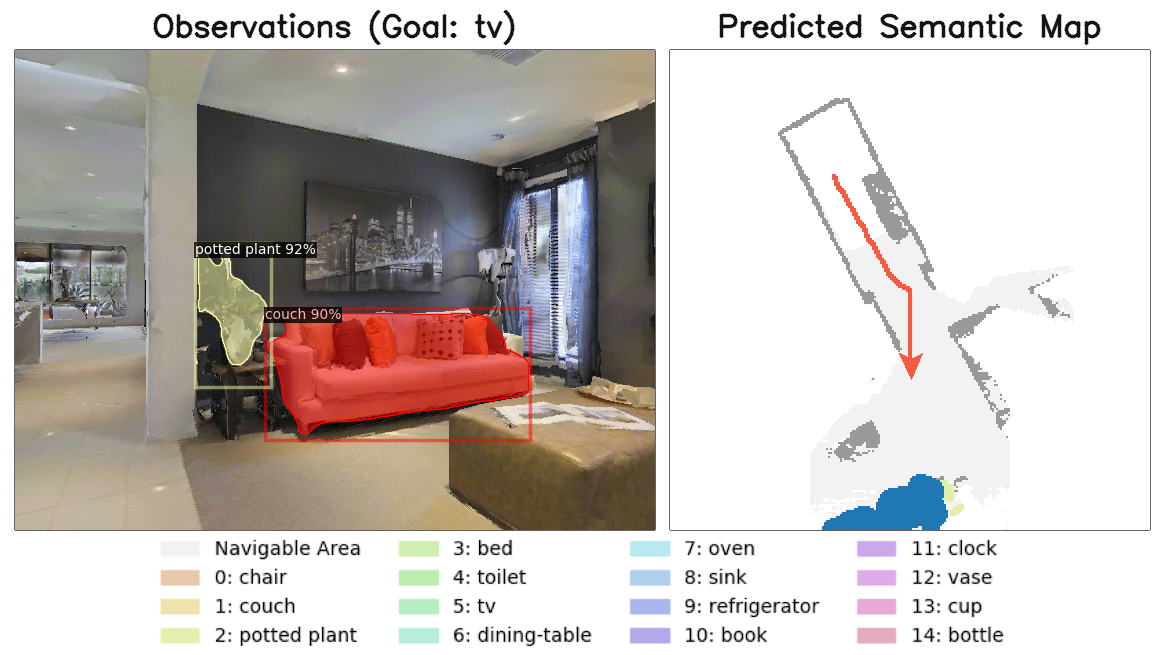 Observations (Goal: tv)
Predicted Semantic Map
potted plant 92%
couch 90%
Navigable Area
0: chair
1: couch
2: potted plant
3: bed
4: toilet
5: tv
6: dining-table
7: oven
8: sink
9: refrigerator
10: book
11: clock
12: vase
13: cup
14: bottle